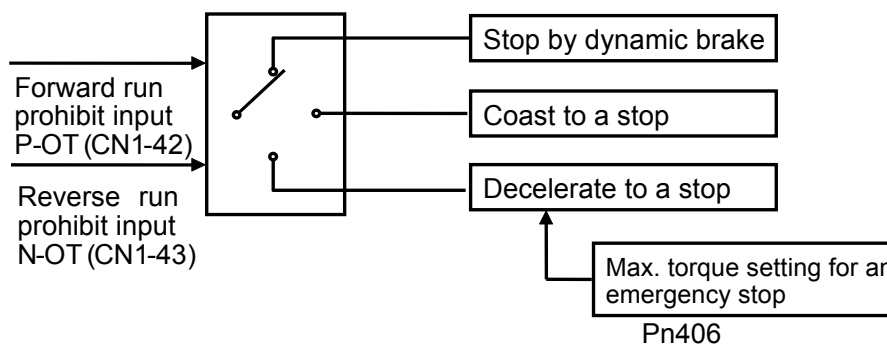 Forward run
prohibit input
P-OT (CN1-42)
Reverse run
prohibit input
N-OT (CN1-43)
Stop by dynamic brake
Coast to a stop
Decelerate to a stop
Max. torque setting for
emergency stop
Pn406